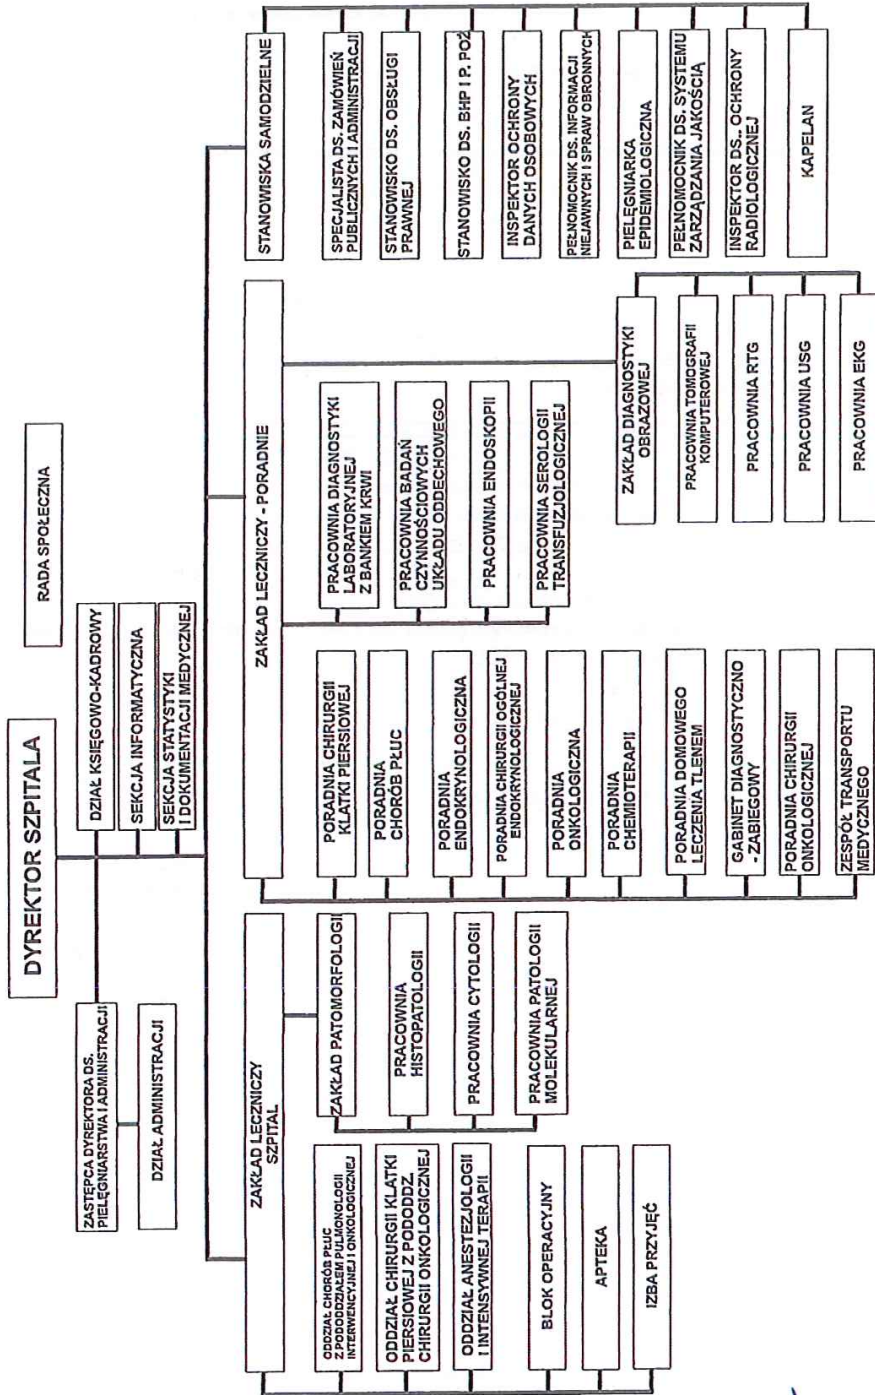 DYREKTOR SZPITALA
RADA SPOŁECZNA
ZASTĘPCA DYREKTORA DS.
PIELĘGNIARSTWA I ADMINISTRACJI
DZIAŁ ADMINISTRACJI
DZIAŁ KSIĘGOWO-KADROWY
SEKCJA INFORMATYCZNA
SEKCJA STATYSTYKI
I DOKUMENTACJI MEDYCZNEJ
ZAKŁAD LECZNICZY
SZPITAL
ODDZIAŁ CHORÓB PŁUC
Z PODODDZIAŁEM PULMONOLOGII
INTERWENCYJNEJ I ONKOLOGICZNEJ
ODDZIAŁ CHIRURGII KLATKI
PIERSIOWEJ Z PODODDZ.
CHIRURGII ONKOLOGICZNEJ
ODDZIAŁ ANESTEZJOLOGII
I INTENSYWNEJ TERAPII
BLOK OPERACYJNY
APTEKA
IZBA PRZYJĘĆ
ZAKŁAD PATOMORFOLOGII
PRACOWNIA
HISTOPATOLOGII
PRACOWNIA CYTOLOGII
PRACOWNIA PATOLOGII
MOLEKULARNEJ
ZAKŁAD LECZNICZY - PORADNIE
PORADNIA CHIRURGII
KLATKI PIERSIOWEJ
PORADNIA
CHORÓB PŁUC
PORADNIA
ENDOKRYNOLOGICZNA
PORADNIA CHIRURGII OGÓLNEJ
ENDOKRYNOLOGICZNEJ
PORADNIA
ONKOLOGICZNA
PORADNIA
CHEMIOTERAPII
PORADNIA DOMOWEGO
LECZENIA TLENEM
GABINET DIAGNOSTYCZNO
-ZABIEGOWY
PORADNIA CHIRURGII
ONKOLOGICZNEJ
ZESPÓŁ TRANSPORTU
MEDYCZNEGO
PRACOWNIA DIAGNOSTYKI
LABORATORYJNEJ
Z BANKIEM KRWI
PRACOWNIA BADAŃ
CZYNNOŚCIOWYCH
UKŁADU ODDECHOWEGO
PRACOWNIA ENDOSKOPII
PRACOWNIA SEROLOGII
TRANSFUZJOLOGICZNEJ
ZAKŁAD DIAGNOSTYKI
OBRAZOWEJ
PRACOWNIA TOMOGRAFII
KOMPUTEROWEJ
PRACOWNIA RTG
PRACOWNIA USG
PRACOWNIA EKG
STANOWISKA SAMODZIELNE
SPECJALISTA DS. ZAMÓWIEŃ
PUBLICZNYCH I ADMINISTRACJI
STANOWISKO DS. OBSŁUGI
PRAWNEJ
STANOWISKO DS. BHP I P. POŻ
INSPEKTOR OCHRONY
DANYCH OSOBOWYCH
PEŁNOMOCNIK DS. INFORMACJI
NIEJAWNYCH I SPRAW OBRONNYCH
PIELĘGNIARKA
EPIDEMIOLOGICZNA
PEŁNOMOCNIK DS. SYSTEMU
ZARZĄDZANIA JAKOŚCIĄ
INSPEKTOR DS.. OCHRONY
RADIOLOGICZNEJ
KAPELAN